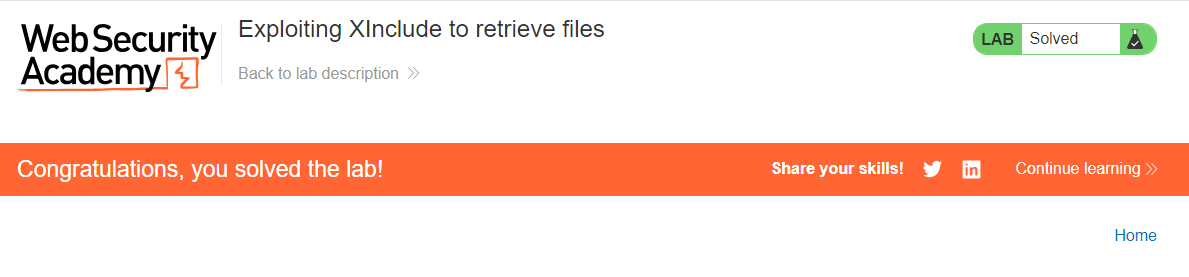 Web Security
Academy
Exploiting XInclude to retrieve files
Back to lab description
LAB Solved
Congratulations, you solved the lab!
Share your skills!
Continue learning
Home